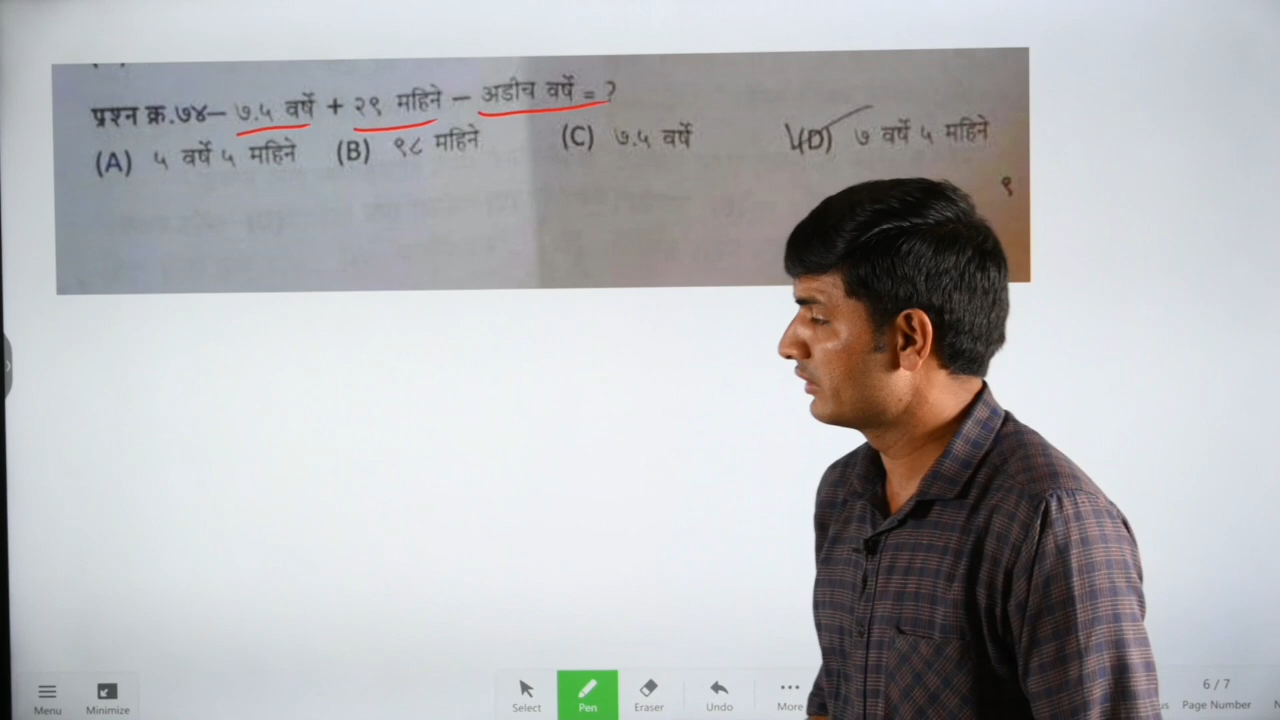 प्रश्न क्र.७४– ७.५ वर्षे + २९ महिने – अडीच वर्षे = ?
(A) ५ वर्षे ५ महिने (B) ९८ महिने (C) ७.५ वर्षे (D) ७ वर्षे ५ महिने
१
Menu Minimize Select Pen Eraser Undo More Page Number
6 / 7